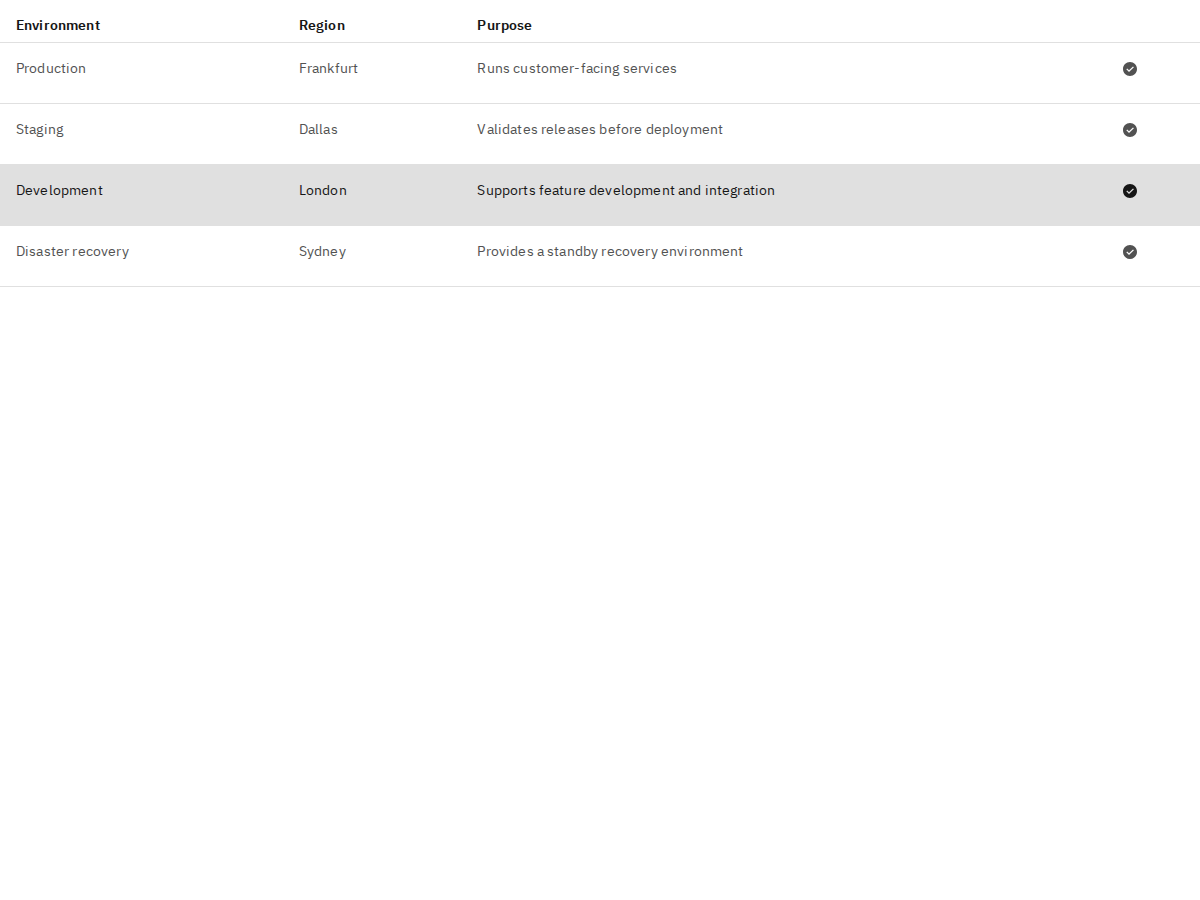 Environment Region Purpose
Production Frankfurt Runs customer-facing services
Staging Dallas Validates releases before deployment
Development London Supports feature development and integration
Disaster recovery Sydney Provides a standby recovery environment